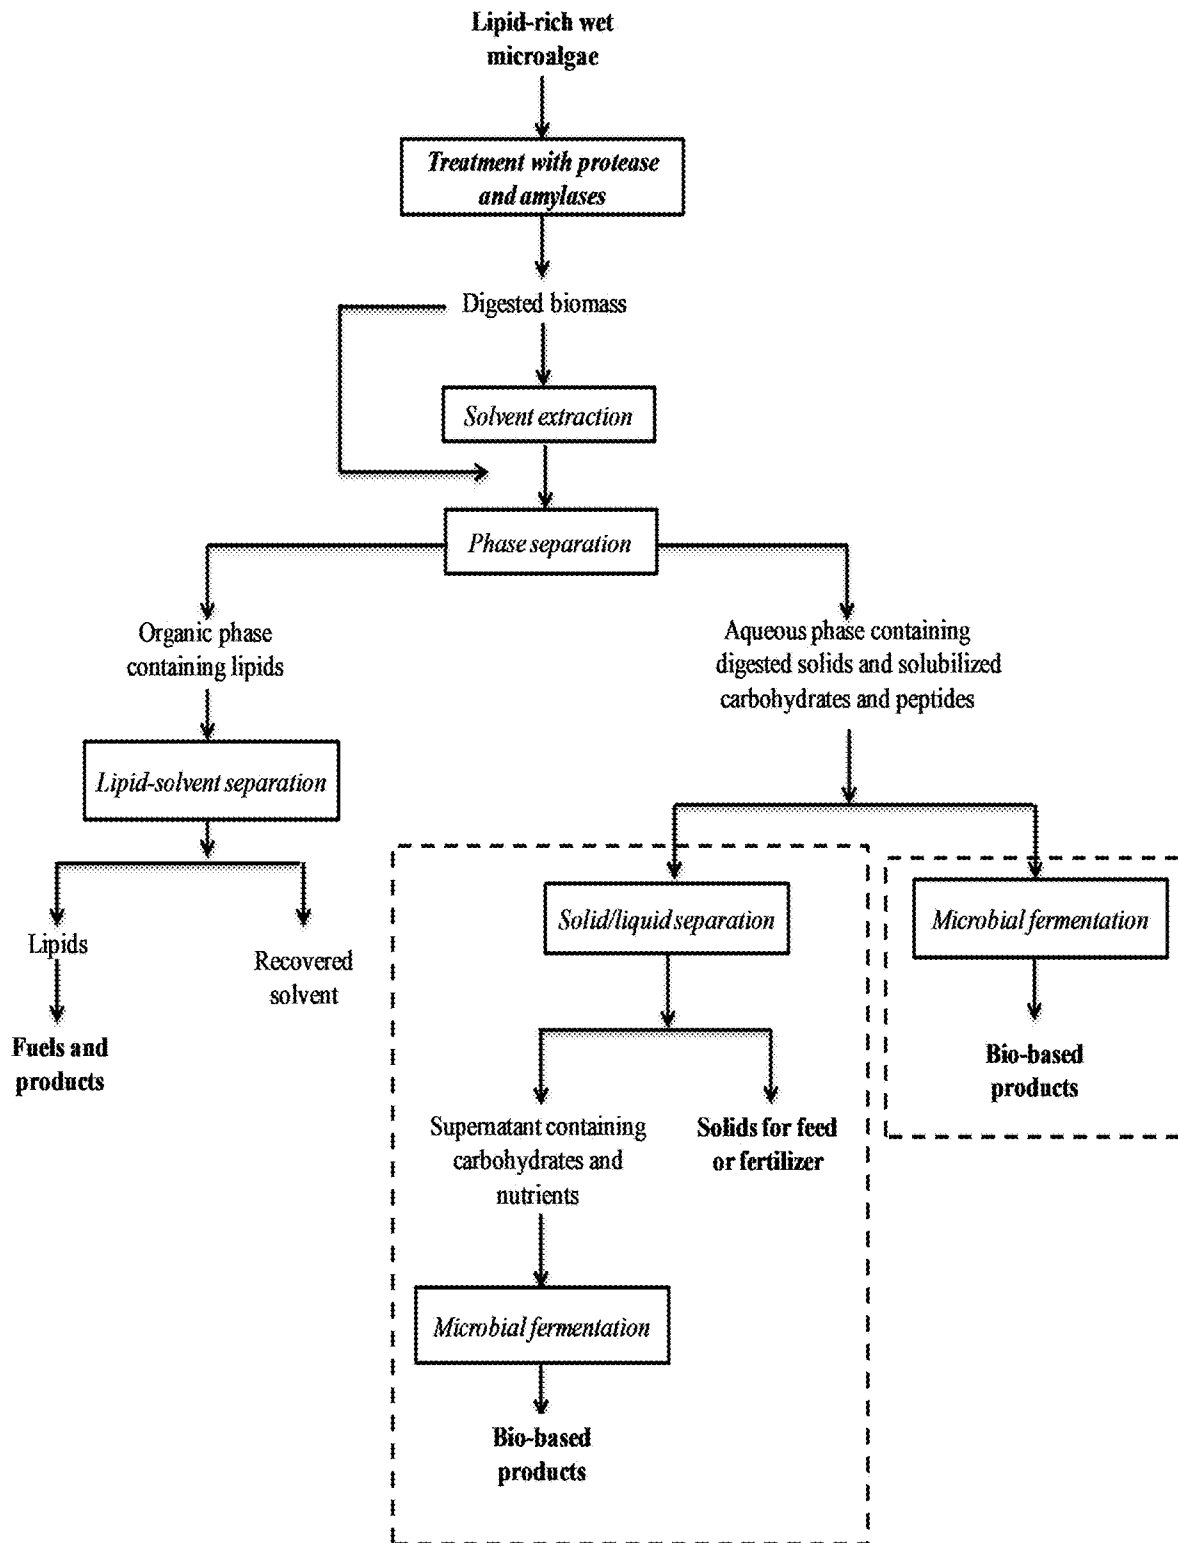 Lipid-rich wet
microalgae
Treatment with protease
and amylases
Digested biomass
Solvent extraction
Phase separation
Organic phase
containing lipids
Aqueous phase containing
digested solids and solubilized
carbohydrates and peptides
Lipid-solvent separation
Lipids
Recovered
solvent
Fuels and
products
Solid/liquid separation
Microbial fermentation
Bio-based
products
Supernatant containing
carbohydrates and
nutrients
Solids for feed
or fertilizer
Microbial fermentation
Bio-based
products